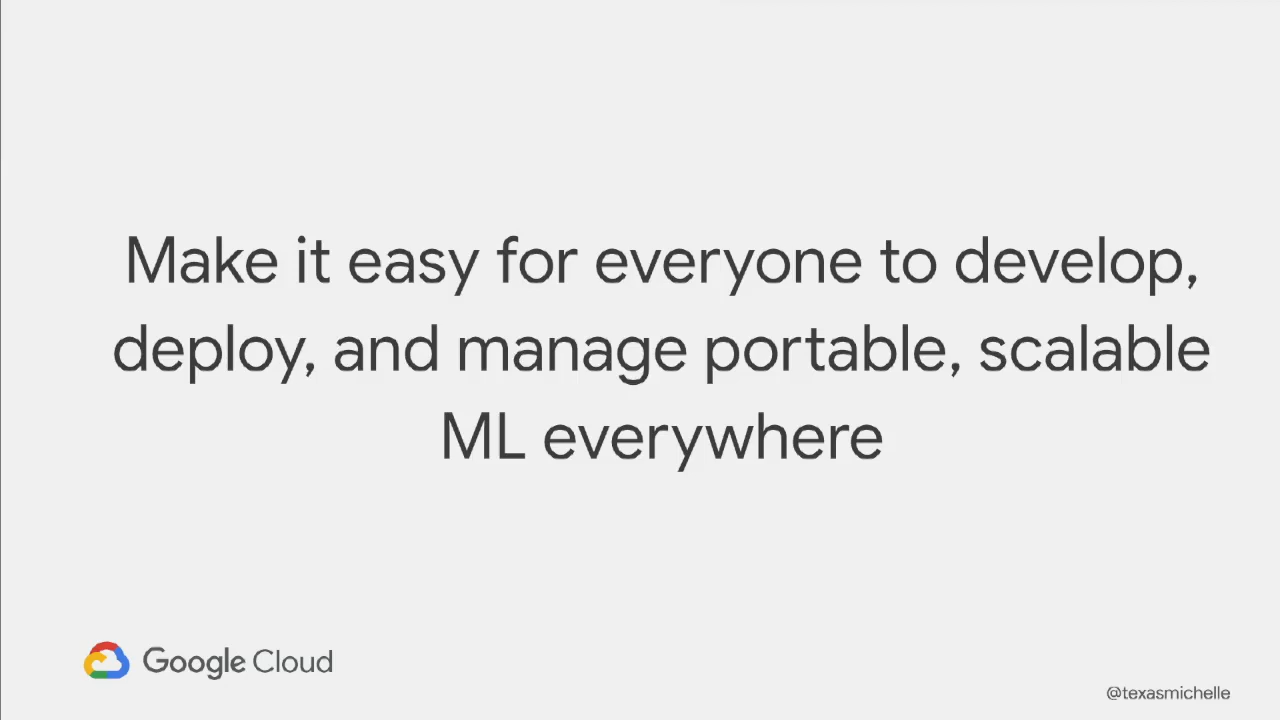 Make it easy for everyone to develop,
deploy, and manage portable, scalable
ML everywhere
Google Cloud
@texasmichelle